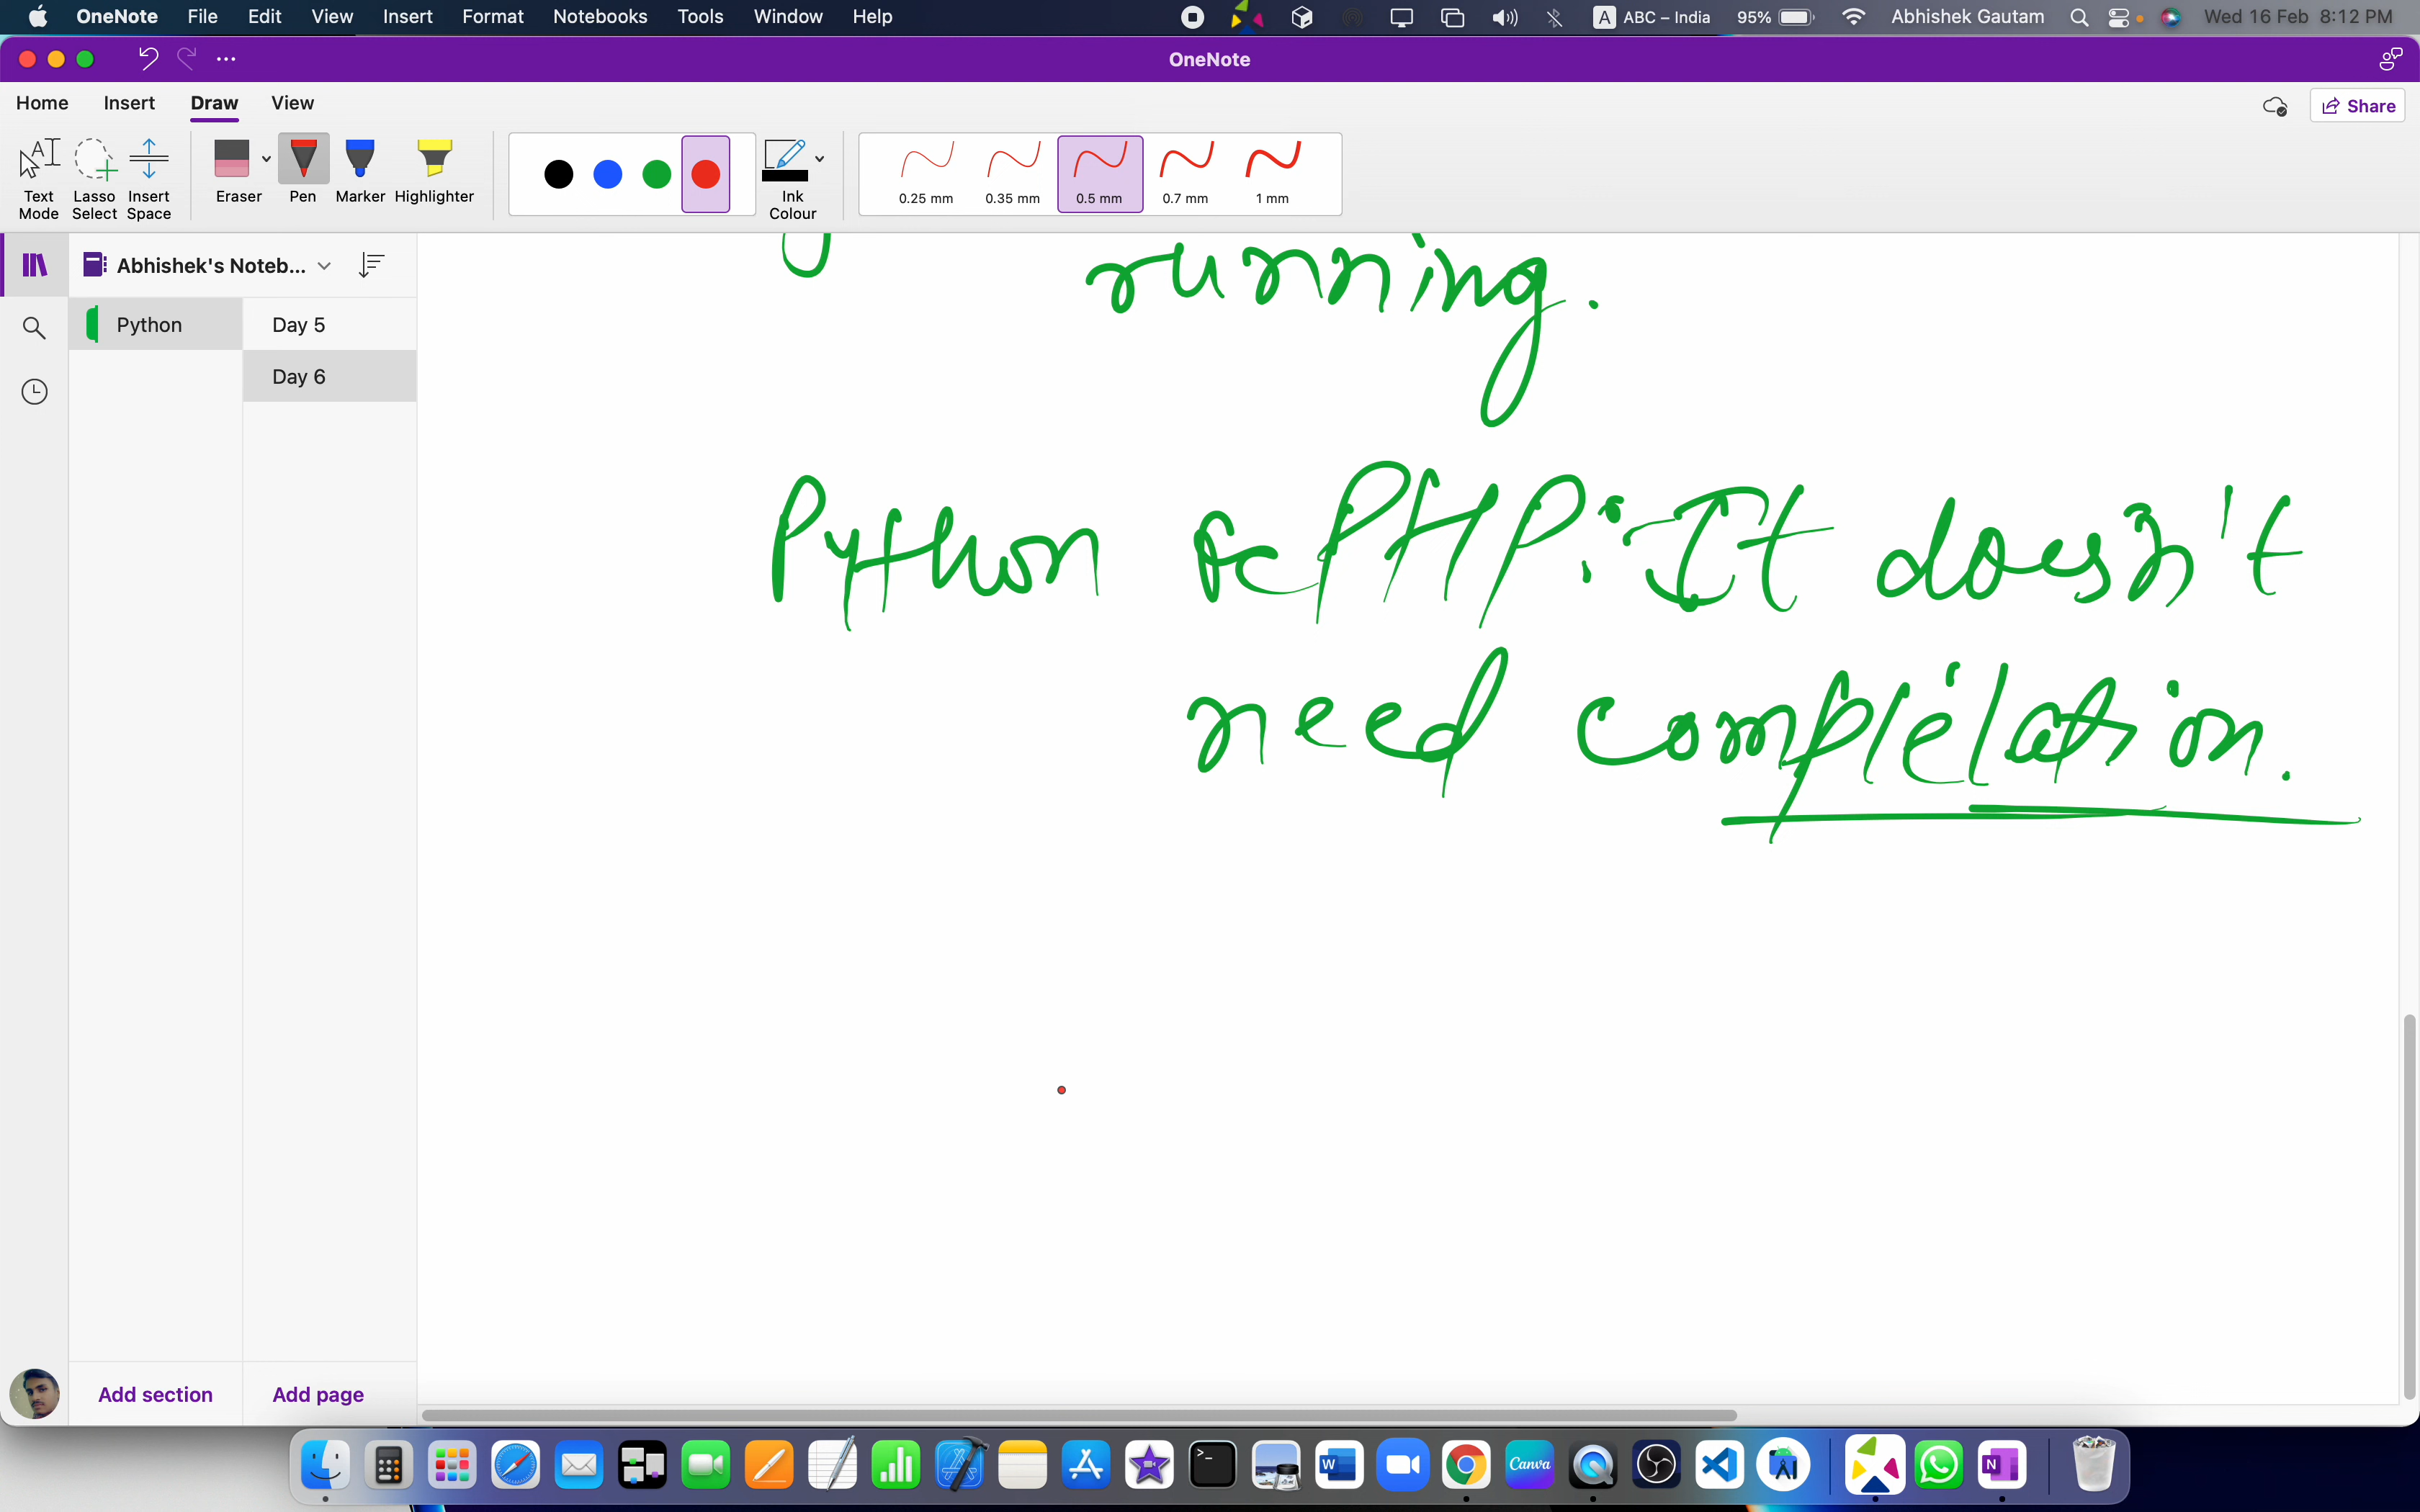 OneNote File Edit View Insert Format Notebooks Tools Window Help A ABC – India 95% Abhishek Gautam Wed 16 Feb 8:12 PM
OneNote
Home Insert Draw View Share
Text Mode Lasso Select Insert Space Eraser Pen Marker Highlighter Ink Colour 0.25 mm 0.35 mm 0.5 mm 0.7 mm 1 mm
Abhishek's Noteb...
Python Day 5
Day 6
running.
Python & PHP: It doesn't
need compielation.
Add section Add page
Canva